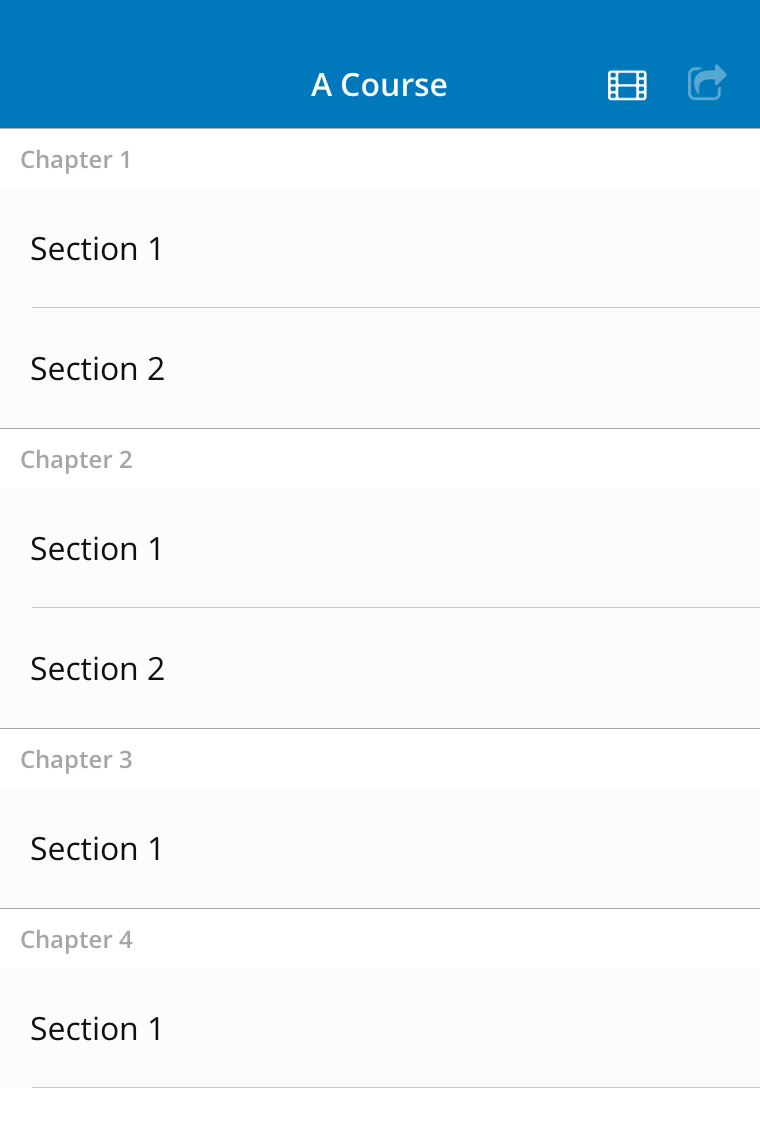 A Course
Chapter 1
Section 1
Section 2
Chapter 2
Section 1
Section 2
Chapter 3
Section 1
Chapter 4
Section 1